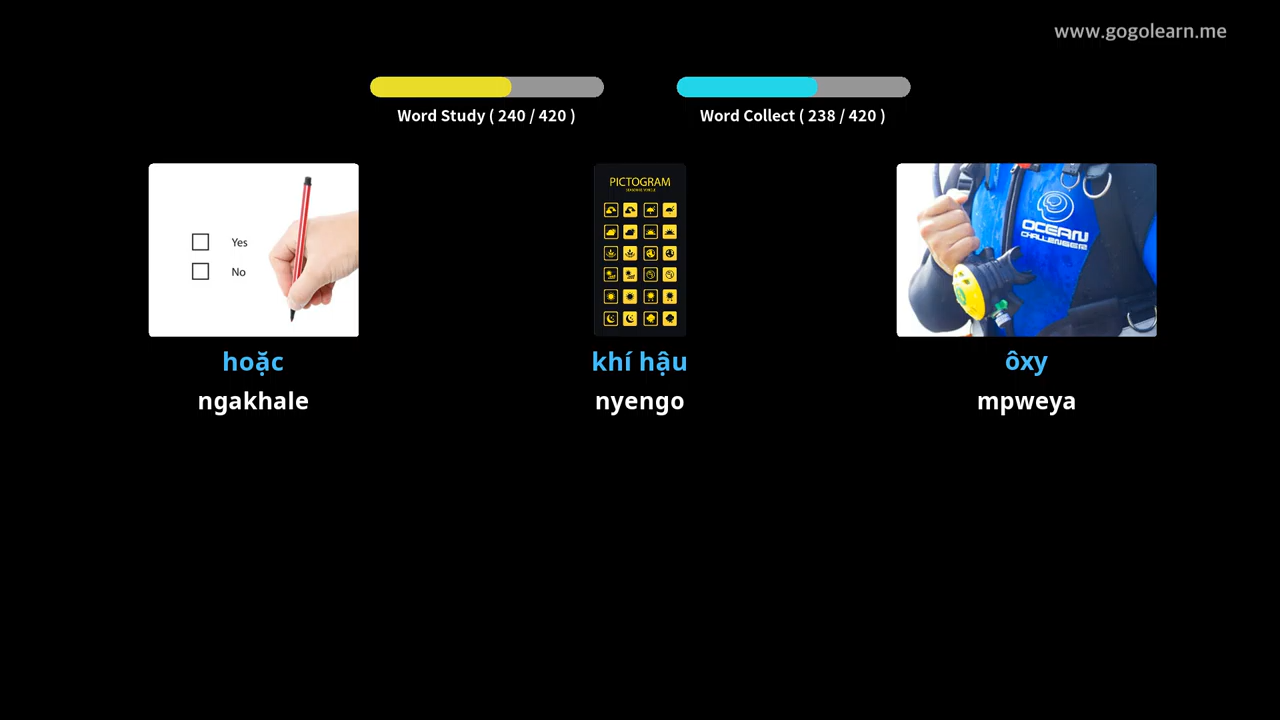 www.gogolearn.me
Word Study ( 240 / 420 )
Word Collect ( 238 / 420 )
Yes
No
PICTOGRAM
OCEAN
CHALLENGER
hoặc
khí hậu
ôxy
ngakhale
nyengo
mpweya